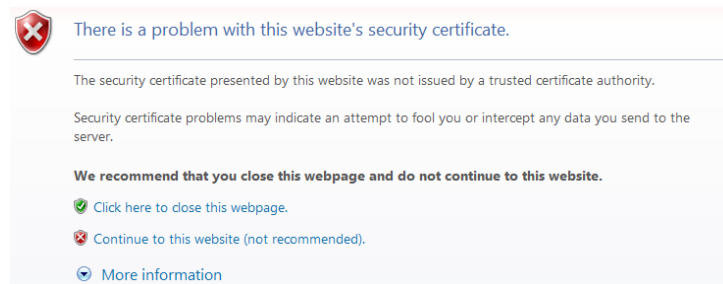 There is a problem with this website's security certificate.
The security certificate presented by this website was not issued by a trusted certificate authority.
Security certificate problems may indicate an attempt to fool you or intercept any data you send to the
server.
We recommend that you close this webpage and do not continue to this website.
Click here to close this webpage.
Continue to this website (not recommended).
More information